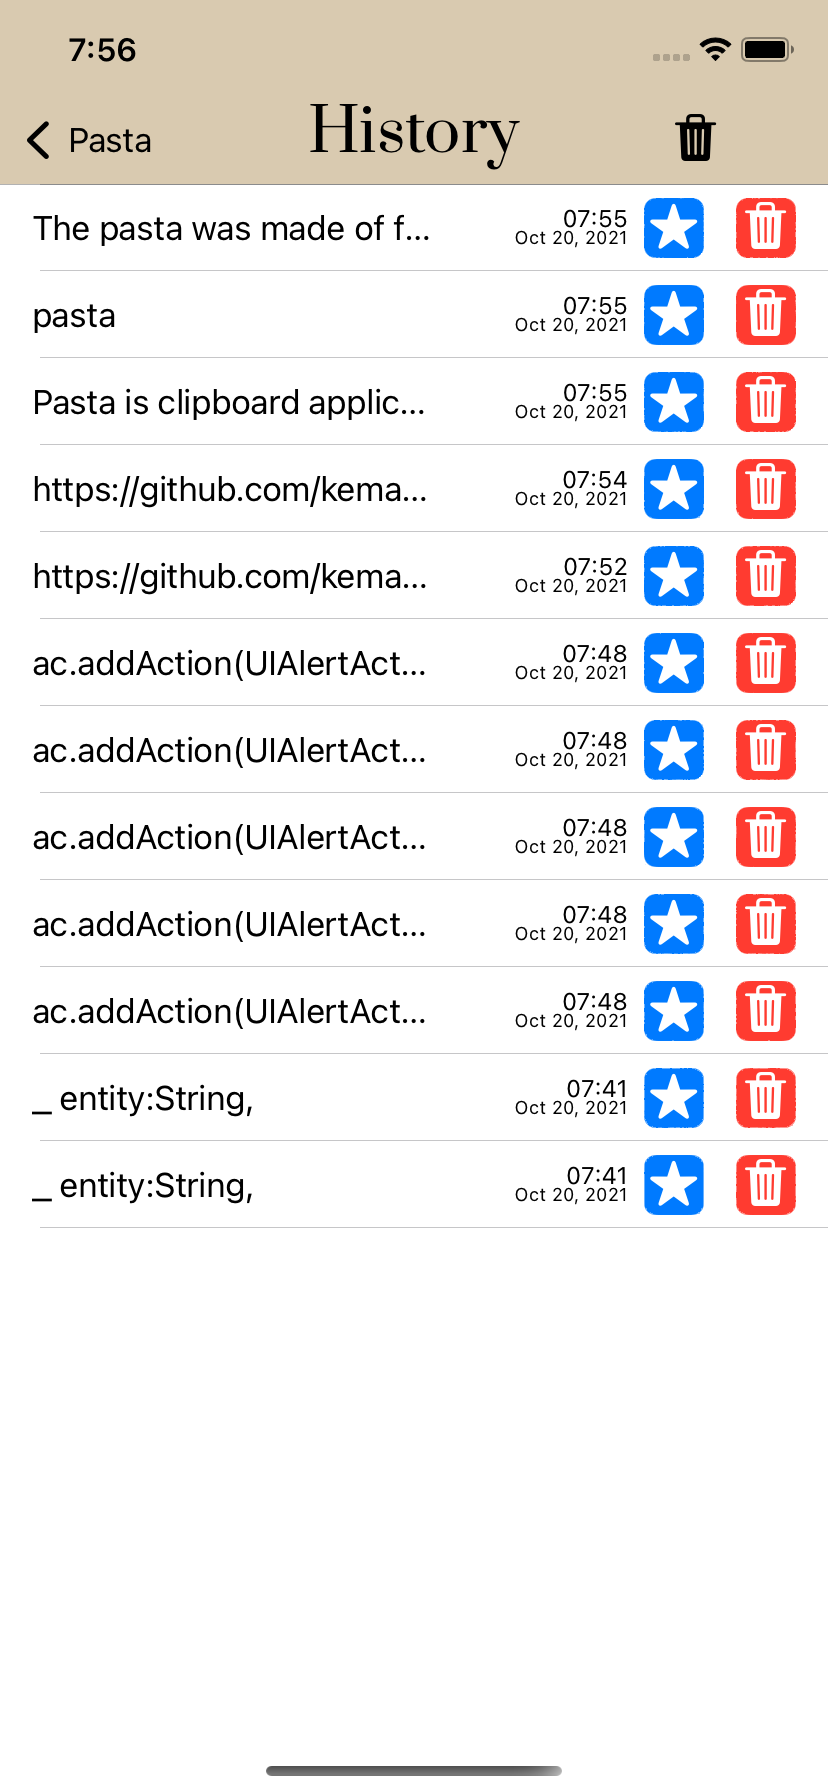 7:56
Pasta
History
The pasta was made of f...
07:55
Oct 20, 2021
pasta
07:55
Oct 20, 2021
Pasta is clipboard applic...
07:55
Oct 20, 2021
https://github.com/kema...
07:54
Oct 20, 2021
https://github.com/kema...
07:52
Oct 20, 2021
ac.addAction(UIAlertAct...
07:48
Oct 20, 2021
ac.addAction(UIAlertAct...
07:48
Oct 20, 2021
ac.addAction(UIAlertAct...
07:48
Oct 20, 2021
ac.addAction(UIAlertAct...
07:48
Oct 20, 2021
ac.addAction(UIAlertAct...
07:48
Oct 20, 2021
_ entity:String,
07:41
Oct 20, 2021
_ entity:String,
07:41
Oct 20, 2021